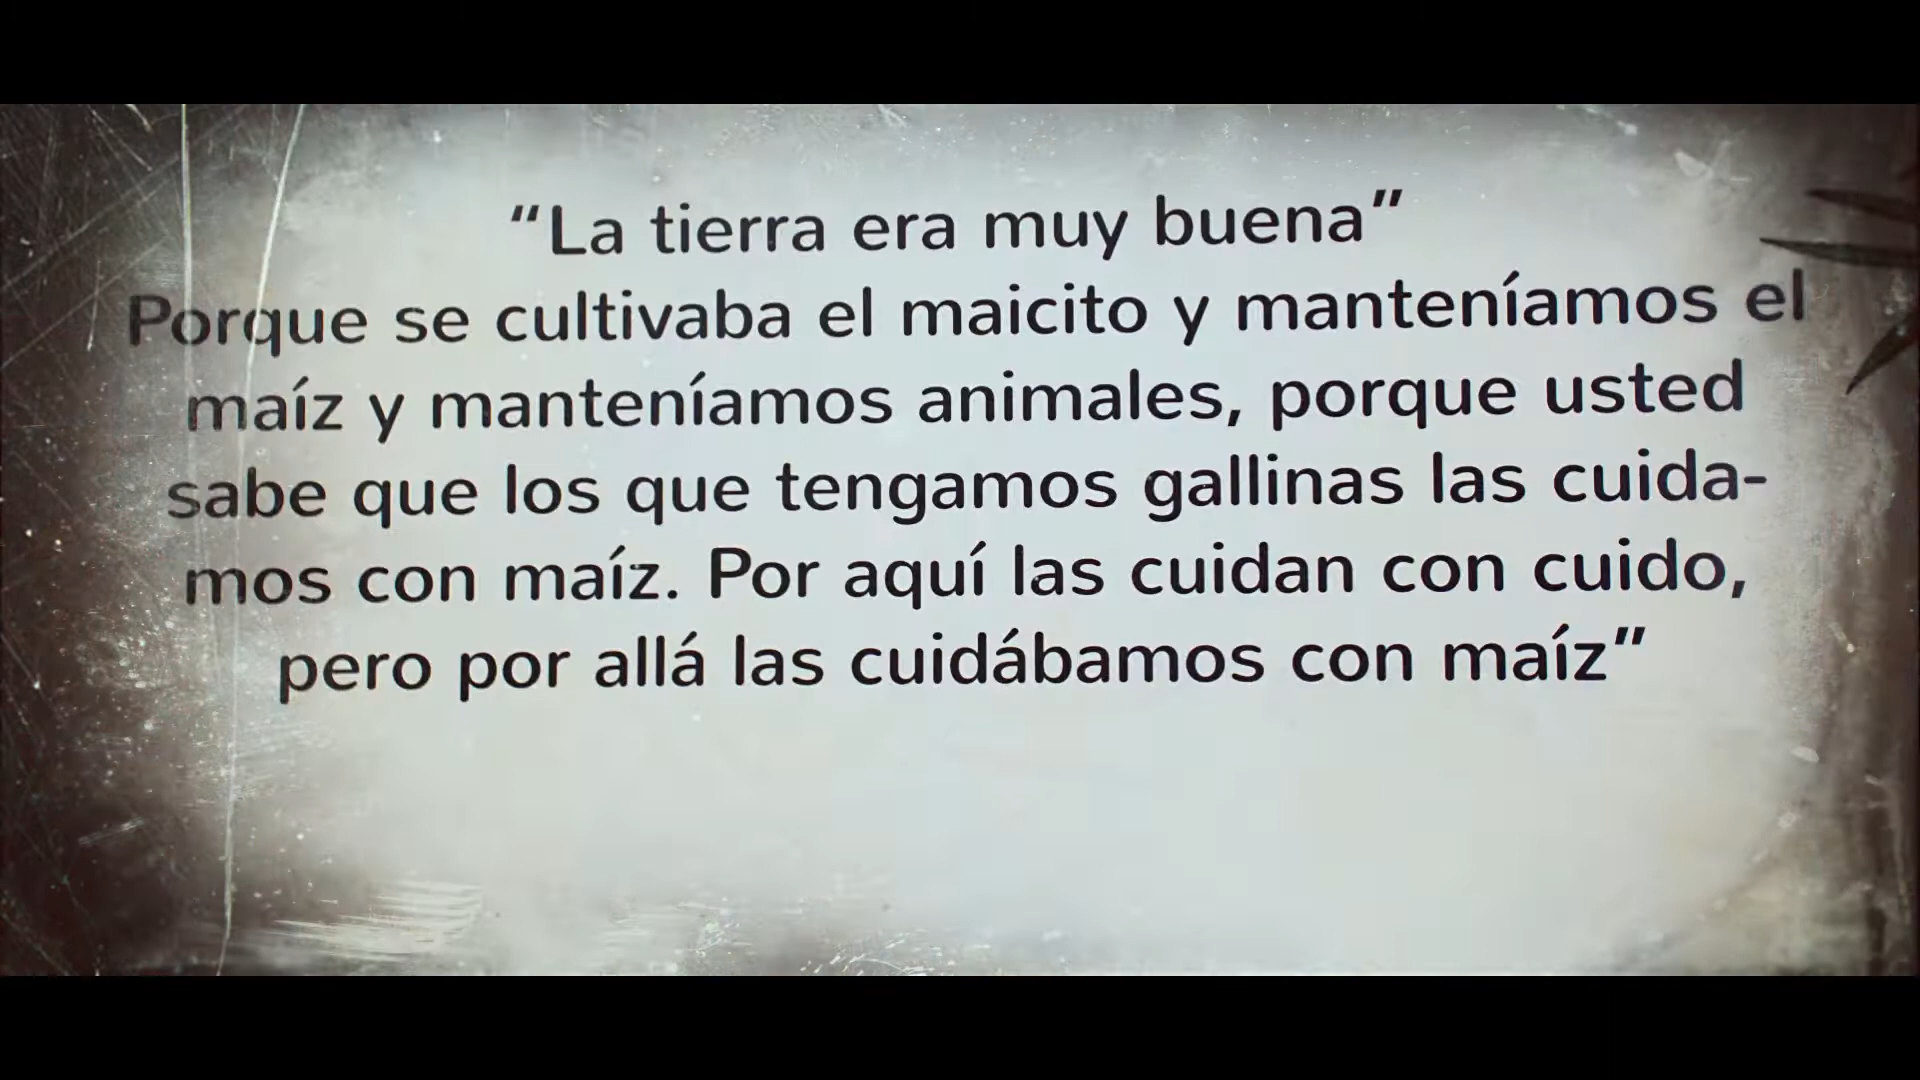 “La tierra era muy buena”
Porque se cultivaba el maicito y manteníamos el
maíz y manteníamos animales, porque usted
sabe que los que tengamos gallinas las cuida-
mos con maíz. Por aquí las cuidan con cuido,
pero por allá las cuidábamos con maíz”